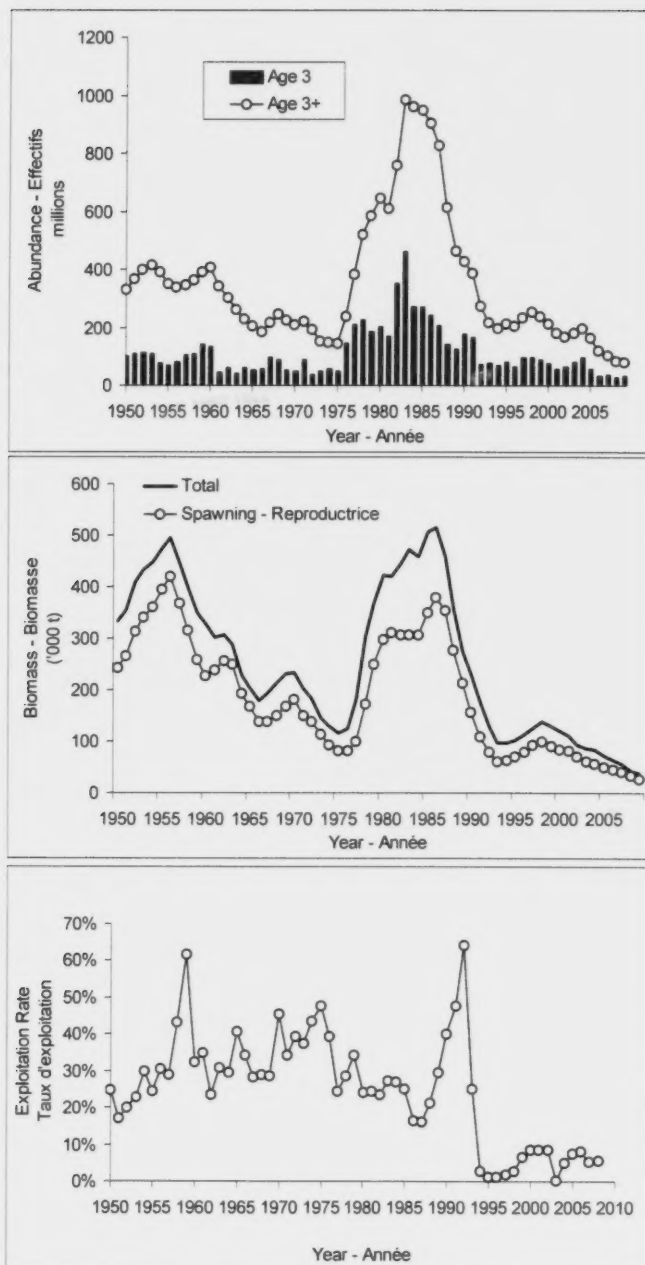 1200
1000
800
600
400
200
0
Abundance - Effectifs
millions
Age 3
Age 3+
1950 1955 1960 1965 1970 1975 1980 1985 1990 1995 2000 2005
Year - Année
600
500
400
300
200
100
0
Biomass - Biomasse
('000 t)
Total
Spawning - Reproductrice
1950 1955 1960 1965 1970 1975 1980 1985 1990 1995 2000 2005
Year - Année
70%
60%
50%
40%
30%
20%
10%
0%
Exploitation Rate
Taux d'exploitation
1950 1955 1960 1965 1970 1975 1980 1985 1990 1995 2000 2005 2010
Year - Année